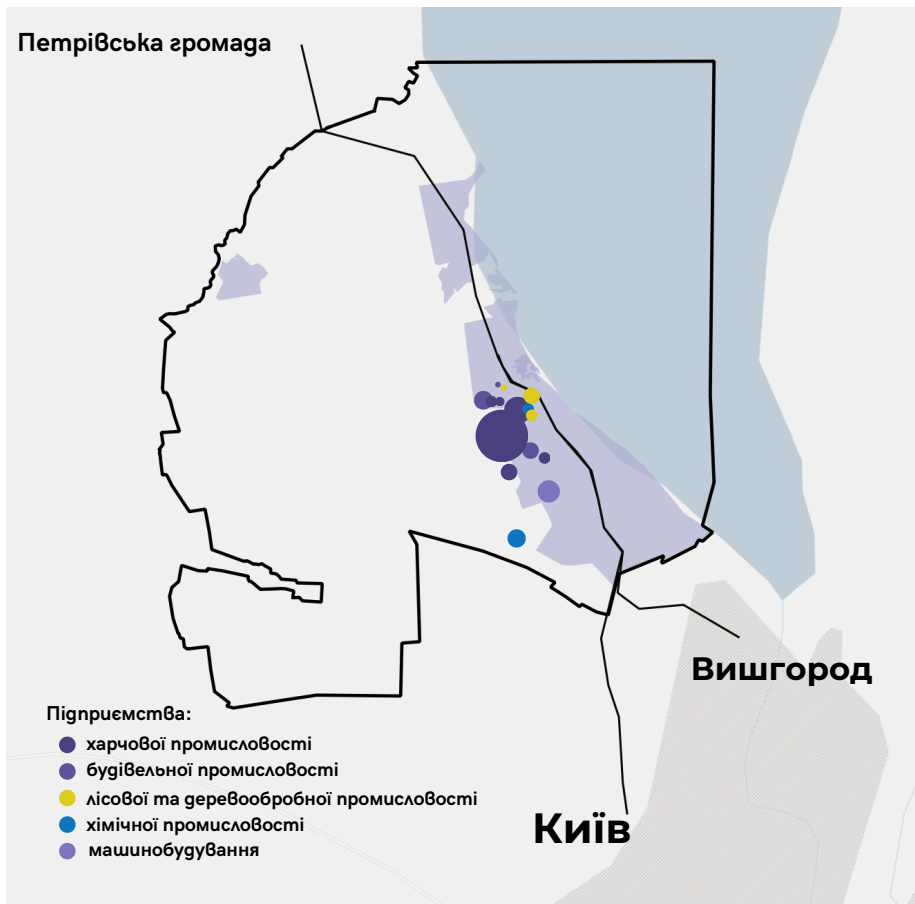 Петрівська громада
Вишгород
Підприємства:
харчової промисловості
будівельної промисловості
лісової та деревообробної промисловості
хімічної промисловості
машинобудування
Київ